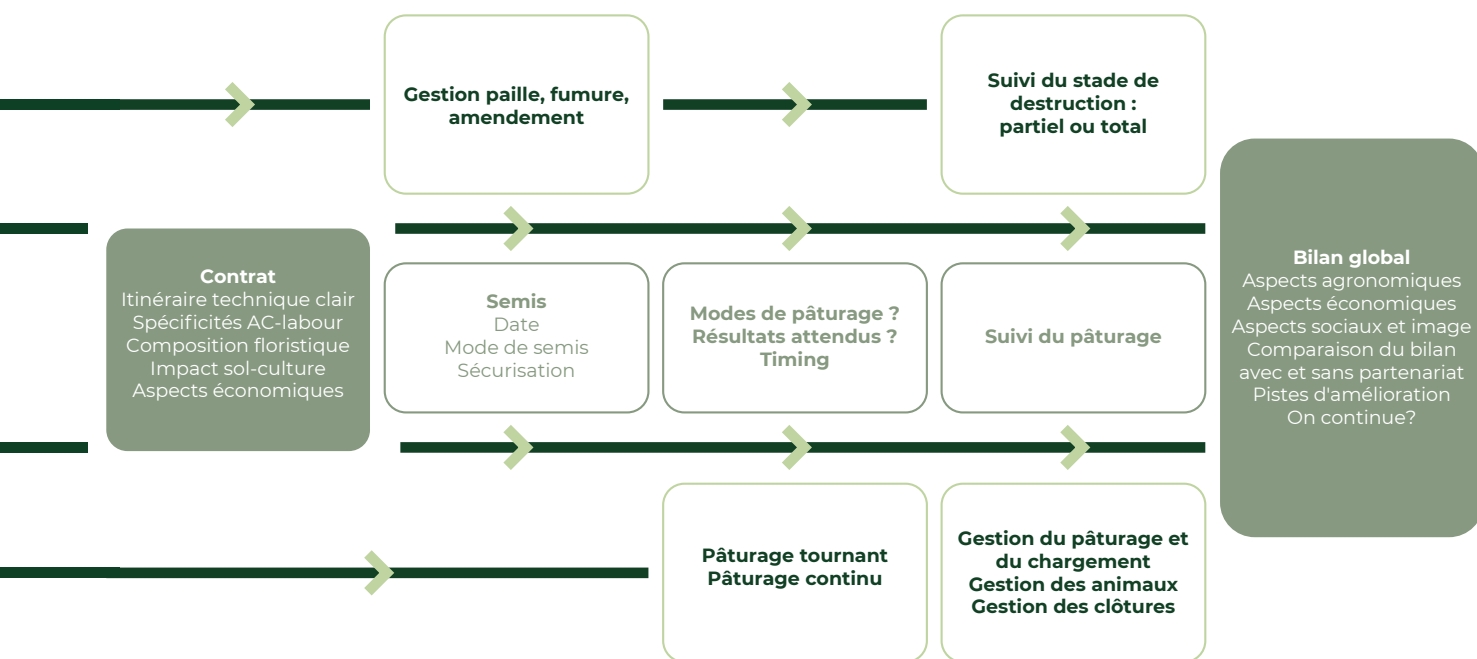 Gestion paille, fumure,
amendement
Suivi du stade de
destruction :
partiel ou total
Contrat
Itinéraire technique clair
Spécificités AC-labour
Composition floristique
Impact sol-culture
Aspects économiques
Semis
Date
Mode de semis
Sécurisation
Modes de pâturage ?
Résultats attendus ?
Timing
Suivi du pâturage
Bilan global
Aspects agronomiques
Aspects économiques
Aspects sociaux et image
Comparaison du bilan
avec et sans partenariat
Pistes d'amélioration
On continue?
Pâturage tournant
Pâturage continu
Gestion du pâturage et
du chargement
Gestion des animaux
Gestion des clôtures